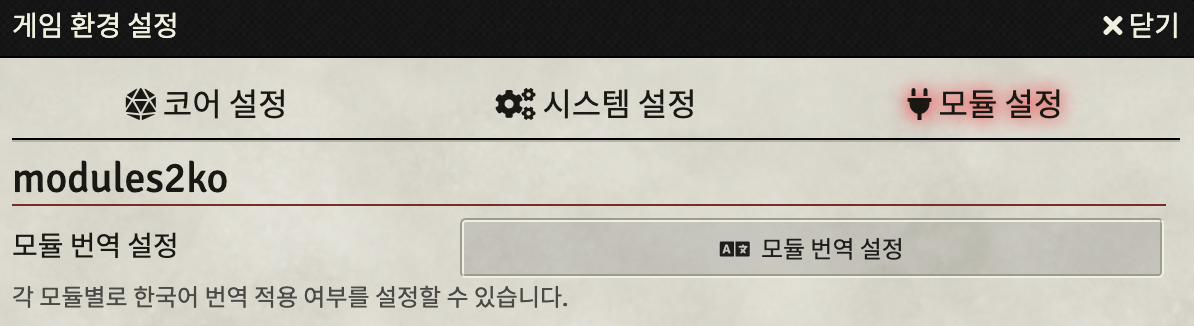 게임 환경 설정
닫기
코어 설정
시스템 설정
모듈 설정
modules2ko
모듈 번역 설정
모듈 번역 설정
각 모듈별로 한국어 번역 적용 여부를 설정할 수 있습니다.